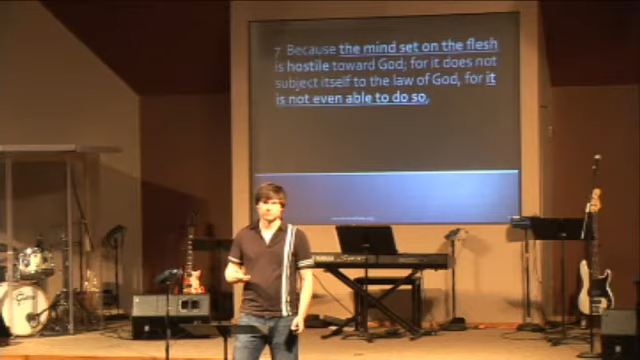 7 Because the mind set on the flesh
is hostile toward God; for it does not
subject itself to the law of God, for it
is not even able to do so,